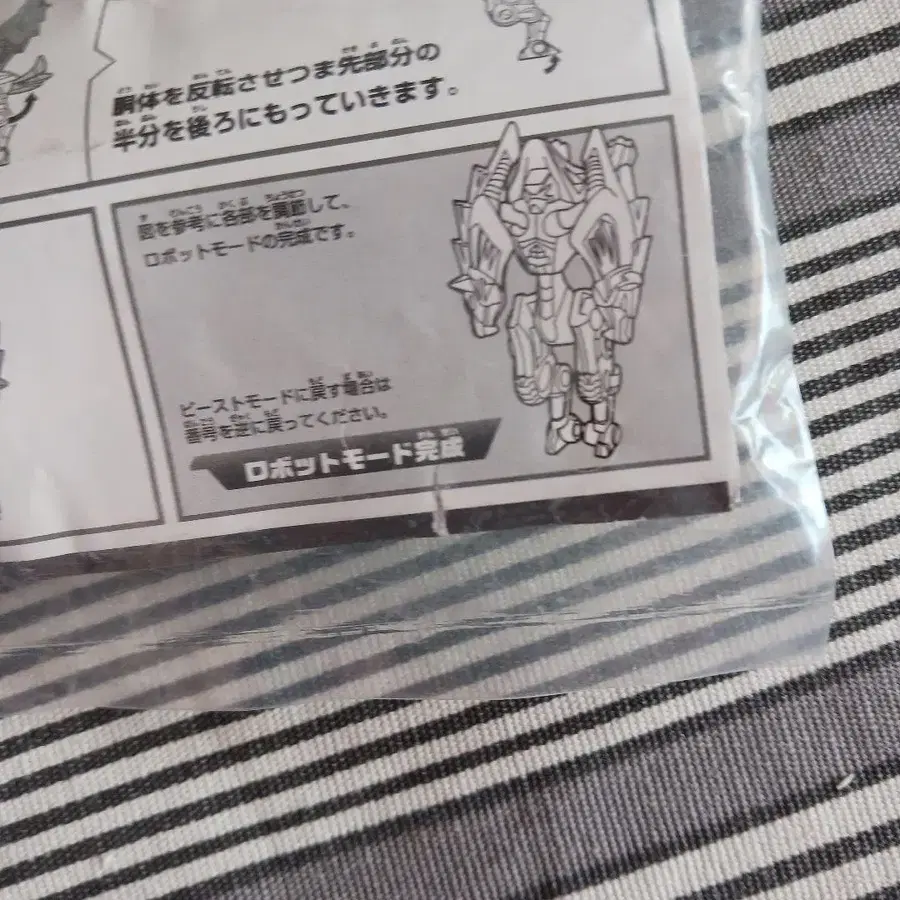 胴体を反転させつま先部分の
半分を後ろにもっていきます。
図を参考に各部を調節して、
ロボットモードの完成です。
ビーストモードに戻す場合は
番号を逆に戻ってください。
ロボットモード完成